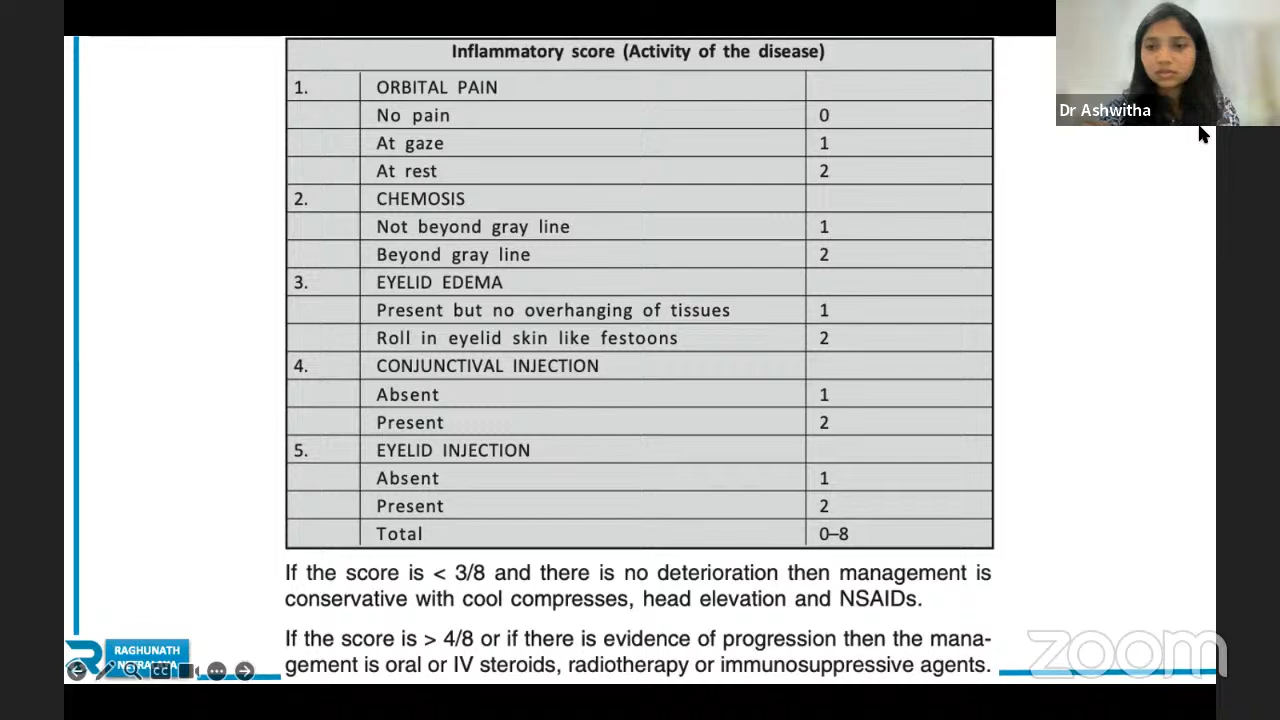 Inflammatory score (Activity of the disease)
1. ORBITAL PAIN
No pain 0
At gaze 1
At rest 2
2. CHEMOSIS
Not beyond gray line 1
Beyond gray line 2
3. EYELID EDEMA
Present but no overhanging of tissues 1
Roll in eyelid skin like festoons 2
4. CONJUNCTIVAL INJECTION
Absent 1
Present 2
5. EYELID INJECTION
Absent 1
Present 2
Total 0–8
If the score is < 3/8 and there is no deterioration then management is
conservative with cool compresses, head elevation and NSAIDs.
If the score is > 4/8 or if there is evidence of progression then the mana-
gement is oral or IV steroids, radiotherapy or immunosuppressive agents.
Dr Ashwitha
RAGHUNATH
CC
zoom